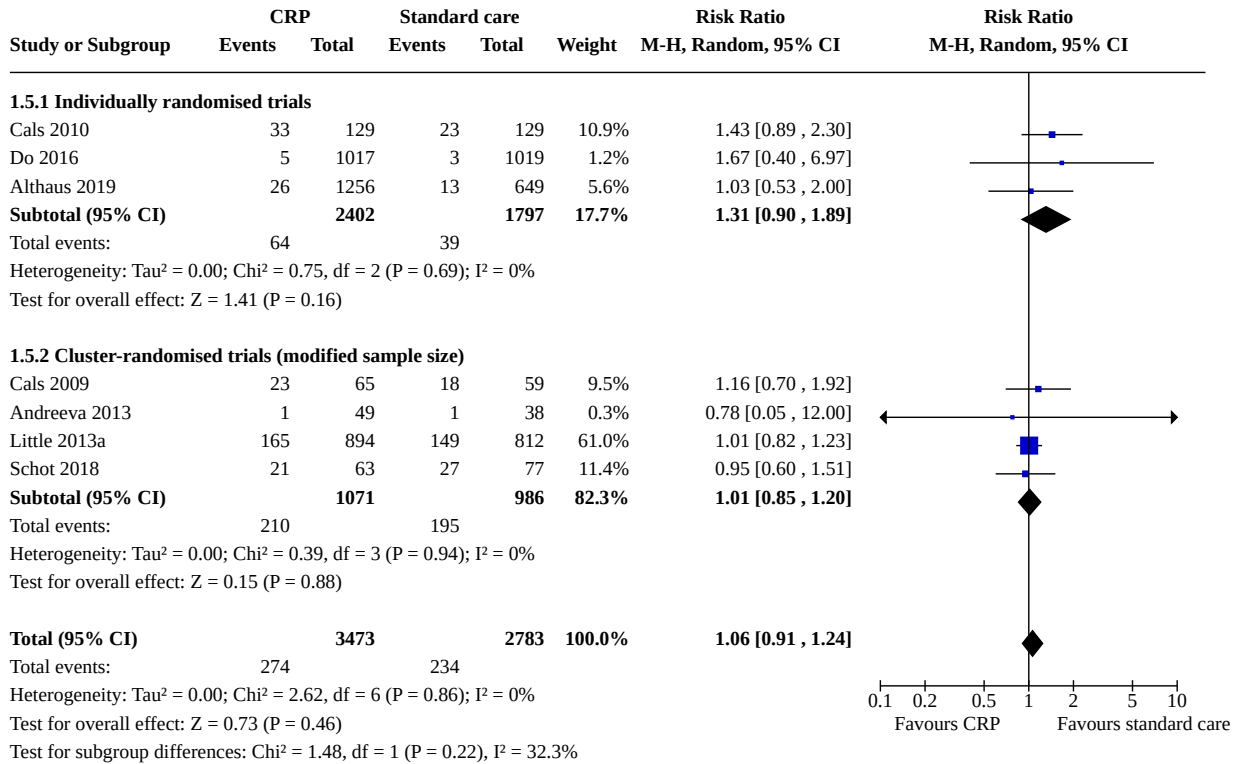 CRP Standard care Risk Ratio Risk Ratio
Study or Subgroup Events Total Events Total Weight M-H, Random, 95% CI M-H, Random, 95% CI
1.5.1 Individually randomised trials
Cals 2010 33 129 23 129 10.9% 1.43 [0.89 , 2.30]
Do 2016 5 1017 3 1019 1.2% 1.67 [0.40 , 6.97]
Althaus 2019 26 1256 13 649 5.6% 1.03 [0.53 , 2.00]
Subtotal (95% CI) 2402 1797 17.7% 1.31 [0.90 , 1.89]
Total events: 64 39
Heterogeneity: Tau² = 0.00; Chi² = 0.75, df = 2 (P = 0.69); I² = 0%
Test for overall effect: Z = 1.41 (P = 0.16)
1.5.2 Cluster-randomised trials (modified sample size)
Cals 2009 23 65 18 59 9.5% 1.16 [0.70 , 1.92]
Andreeva 2013 1 49 1 38 0.3% 0.78 [0.05 , 12.00]
Little 2013a 165 894 149 812 61.0% 1.01 [0.82 , 1.23]
Schot 2018 21 63 27 77 11.4% 0.95 [0.60 , 1.51]
Subtotal (95% CI) 1071 986 82.3% 1.01 [0.85 , 1.20]
Total events: 210 195
Heterogeneity: Tau² = 0.00; Chi² = 0.39, df = 3 (P = 0.94); I² = 0%
Test for overall effect: Z = 0.15 (P = 0.88)
Total (95% CI) 3473 2783 100.0% 1.06 [0.91 , 1.24]
Total events: 274 234
Heterogeneity: Tau² = 0.00; Chi² = 2.62, df = 6 (P = 0.86); I² = 0%
Test for overall effect: Z = 0.73 (P = 0.46)
Test for subgroup differences: Chi² = 1.48, df = 1 (P = 0.22), I² = 32.3%
0.1 0.2 0.5 1 2 5 10
Favours CRP Favours standard care